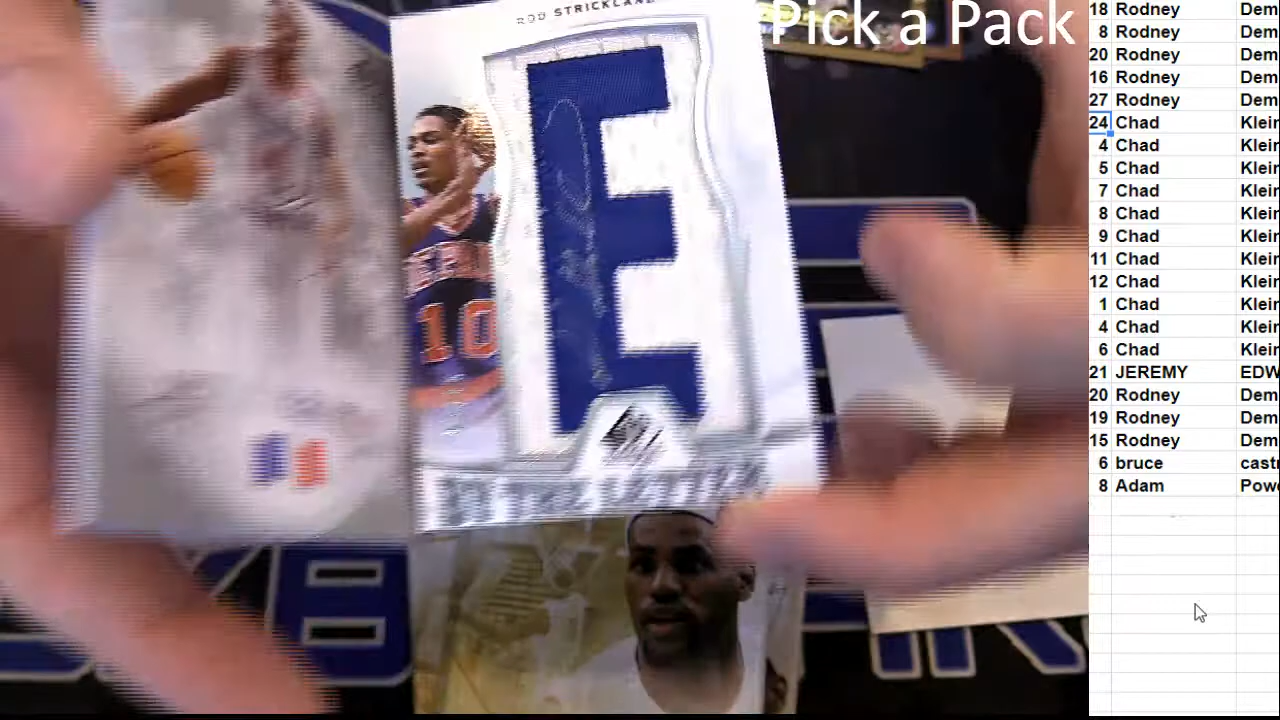 ROD STRICKLAND
Pick a Pack
E
10
18 Rodney Dem
8 Rodney Dem
20 Rodney Dem
16 Rodney Dem
27 Rodney Dem
24 Chad Klein
4 Chad Klein
5 Chad Klein
7 Chad Klein
8 Chad Klein
9 Chad Klein
11 Chad Klein
12 Chad Klein
1 Chad Klein
4 Chad Klein
6 Chad Klein
21 JEREMY EDW
20 Rodney Dem
19 Rodney Dem
15 Rodney Dem
6 bruce castr
8 Adam Powe